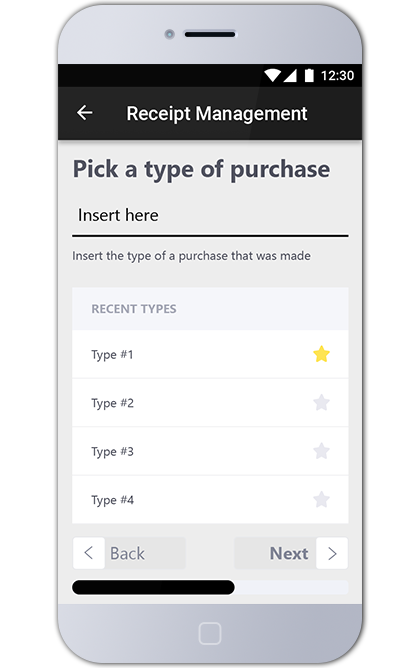 12:30
Receipt Management
Pick a type of purchase
Insert here
Insert the type of a purchase that was made
RECENT TYPES
Type #1
Type #2
Type #3
Type #4
Back Next